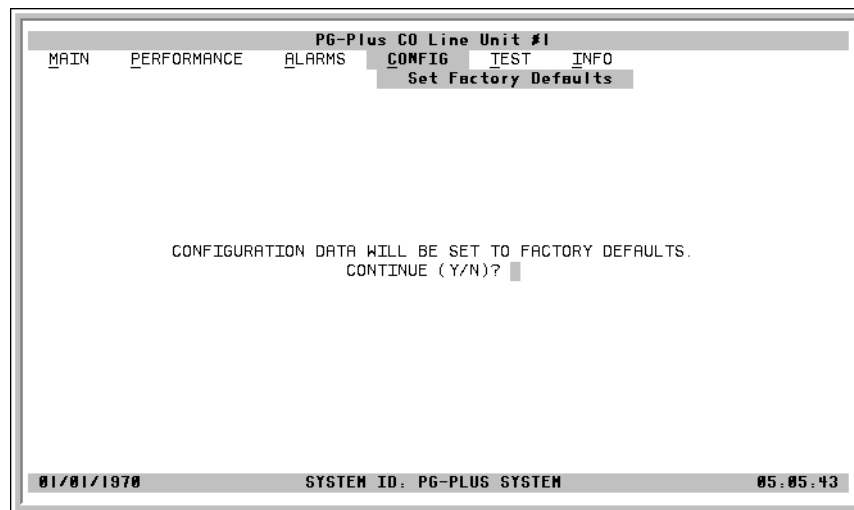 PG-Plus CO Line Unit #1
MAIN PERFORMANCE ALARMS CONFIG TEST INFO
Set Factory Defaults
CONFIGURATION DATA WILL BE SET TO FACTORY DEFAULTS.
CONTINUE (Y/N)?
01/01/1970 SYSTEM ID: PG-PLUS SYSTEM 05:05:43